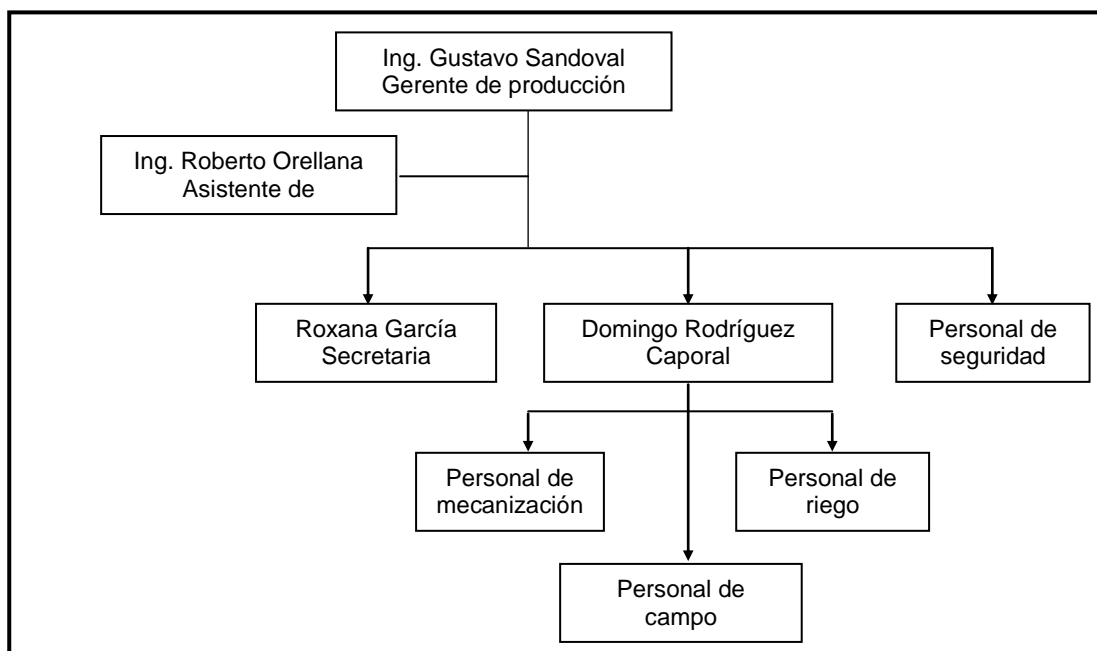 Ing. Gustavo Sandoval
Gerente de producción
Ing. Roberto Orellana
Asistente de
Roxana García
Secretaria
Domingo Rodríguez
Caporal
Personal de
seguridad
Personal de
mecanización
Personal de
riego
Personal de
campo